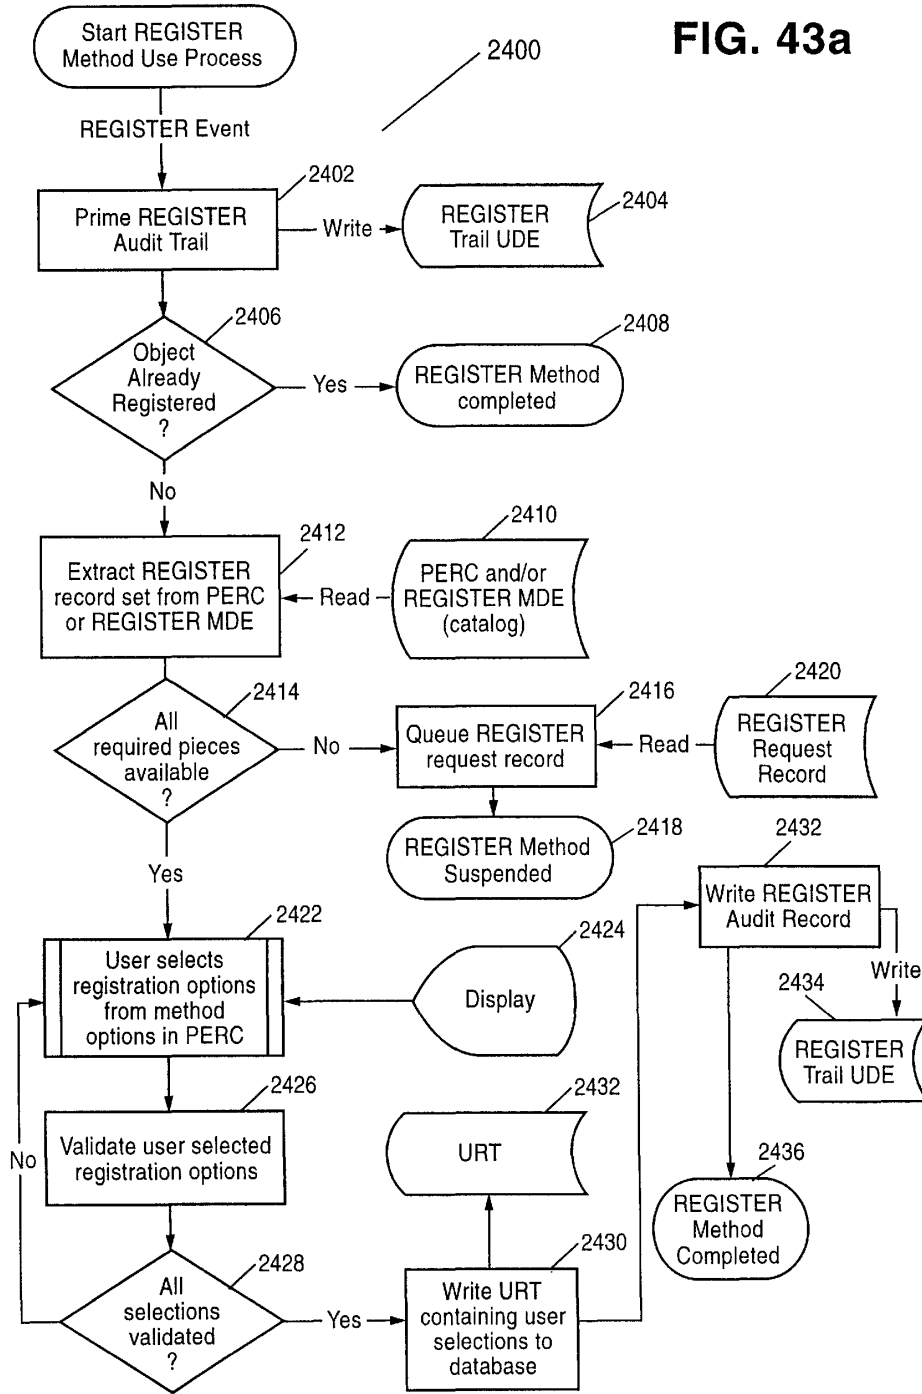 FIG. 43a
Start REGISTER
Method Use Process
2400
REGISTER Event
2402
Prime REGISTER
Audit Trail
Write
REGISTER
Trail UDE
2404
2406
Object
Already
Registered
?
Yes
2408
REGISTER Method
completed
No
2412
Extract REGISTER
record set from PERC
or REGISTER MDE
Read
2410
PERC and/or
REGISTER MDE
(catalog)
2414
All
required pieces
available
?
No
2416
Queue REGISTER
request record
Read
2420
REGISTER
Request
Record
2418
REGISTER Method
Suspended
Yes
2422
User selects
registration options
from method
options in PERC
2424
Display
2426
Validate user selected
registration options
No
2428
All
selections
validated
?
Yes
2432
URT
2430
Write URT
containing user
selections to
database
2432
Write REGISTER
Audit Record
Write
2434
REGISTER
Trail UDE
2436
REGISTER
Method
Completed